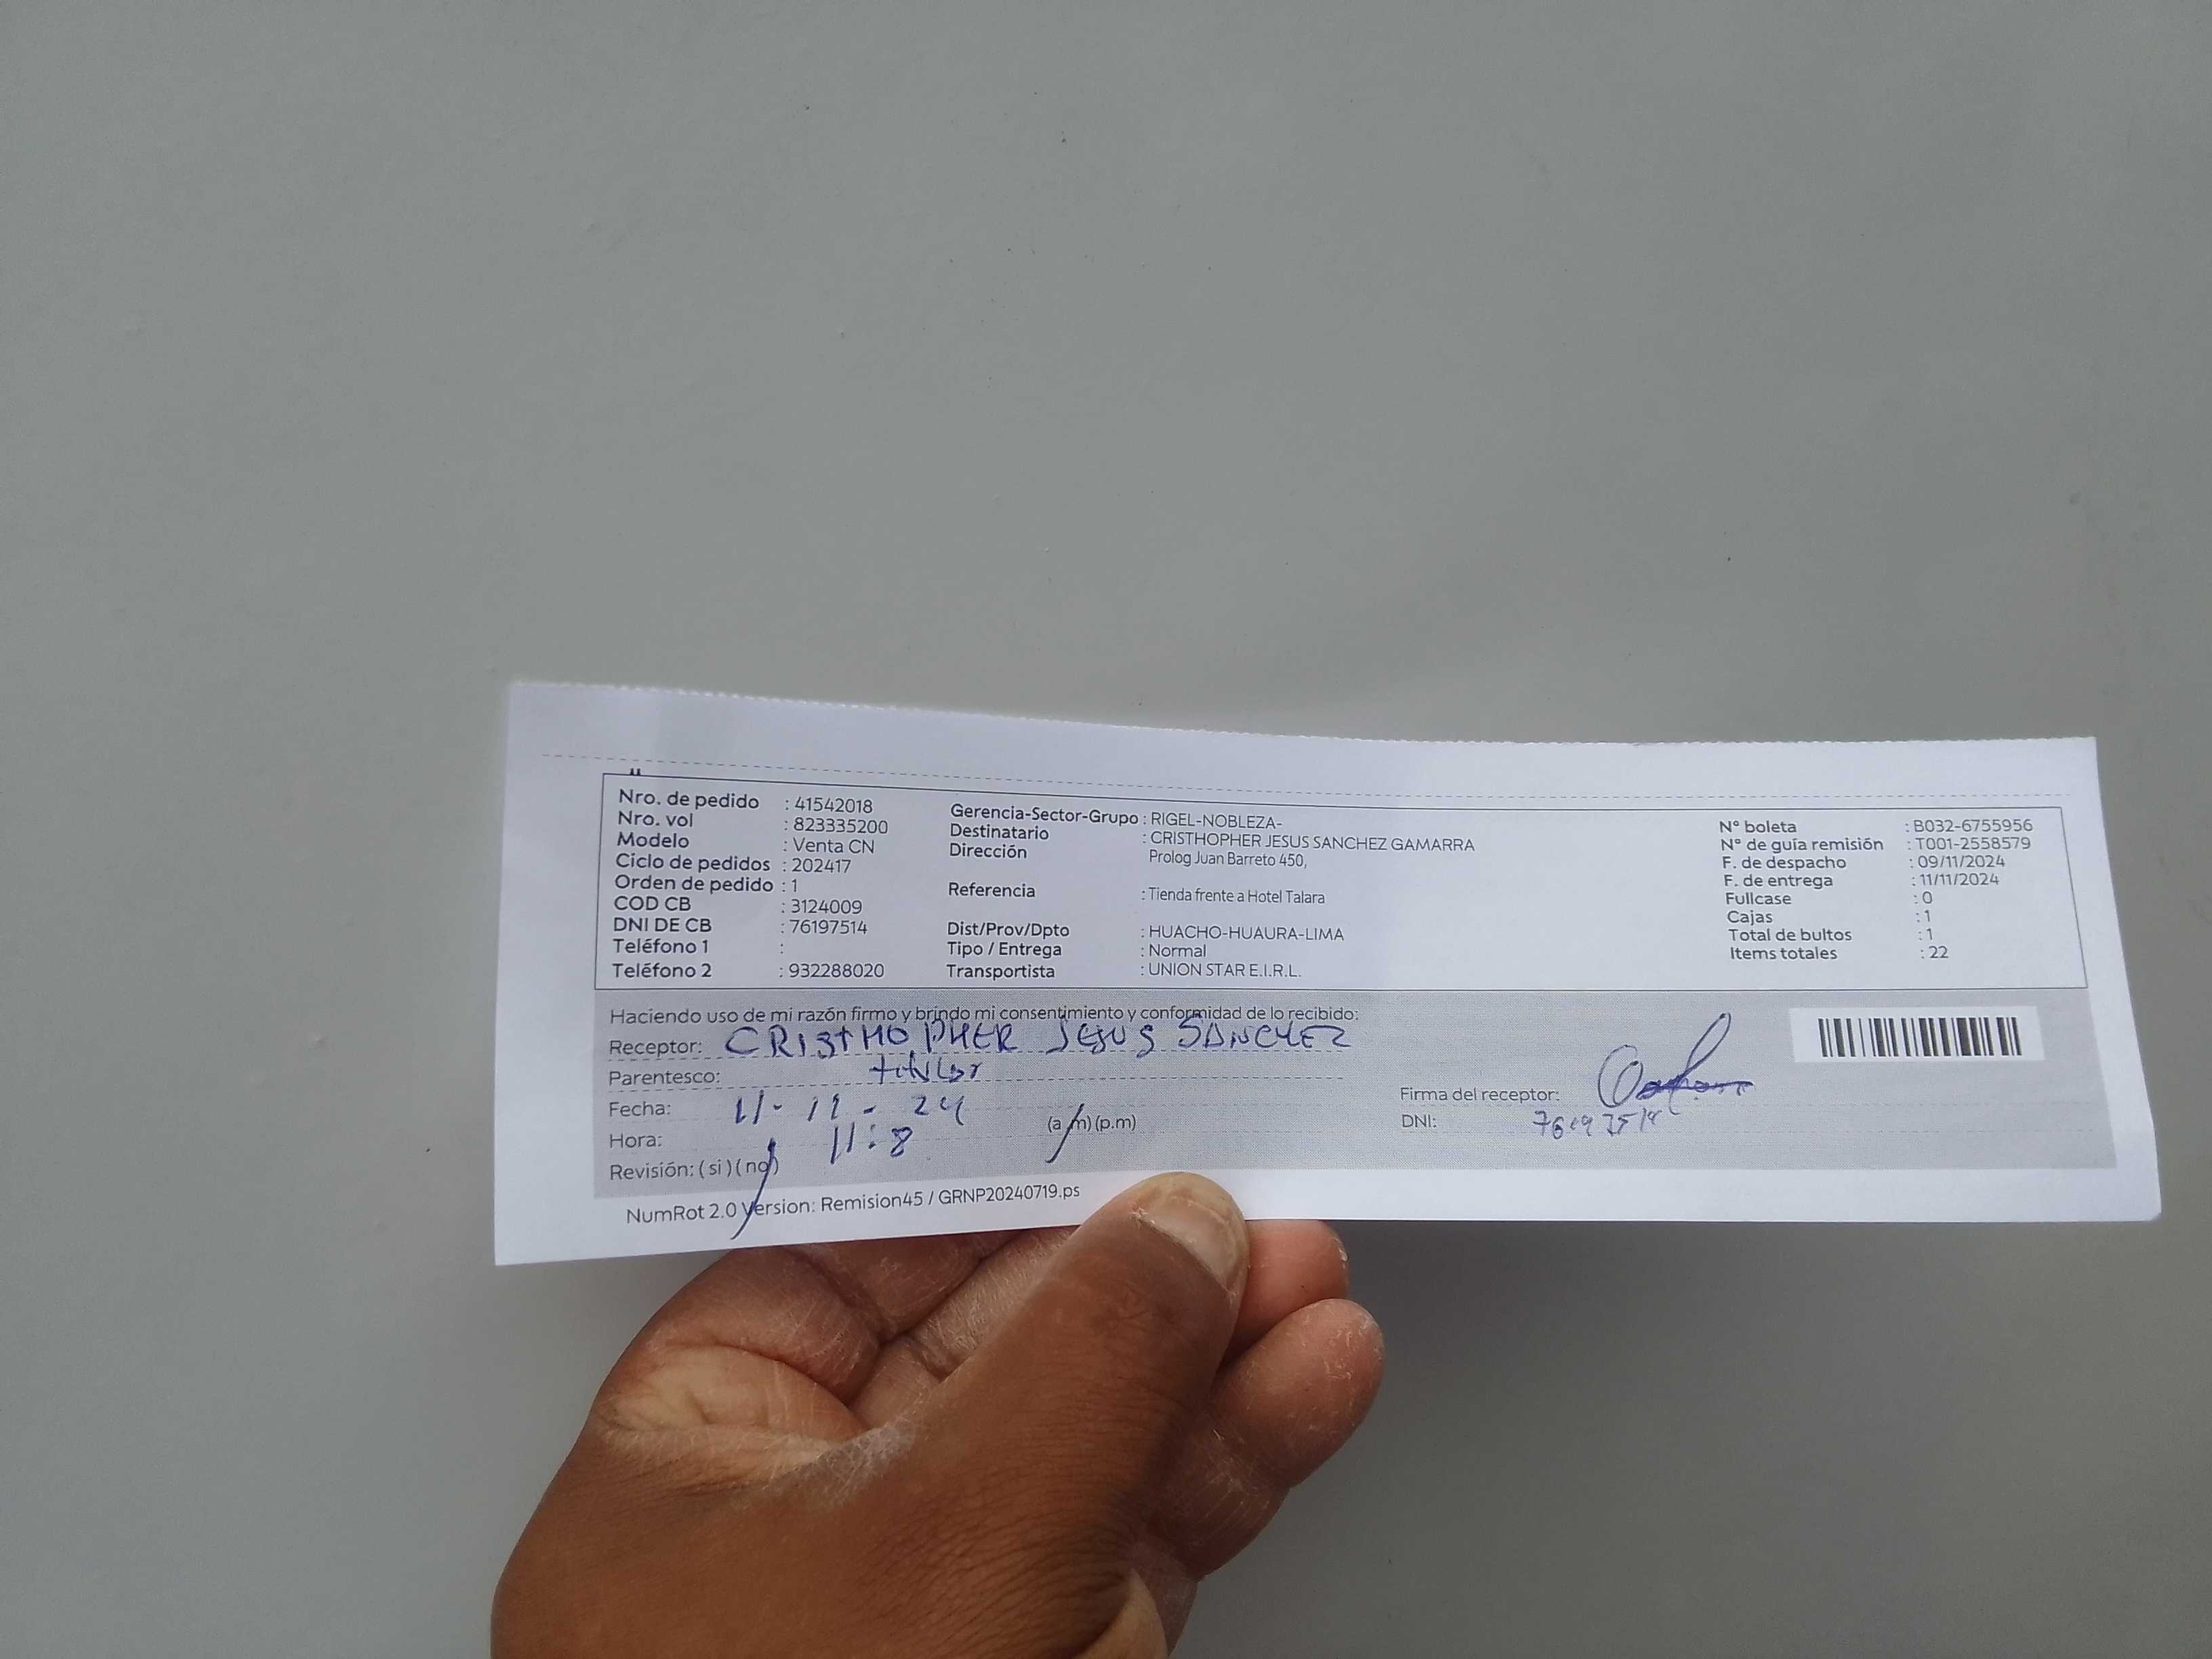 Nro. de pedido : 41542018
Nro. vol : 823335200
Modelo : Venta CN
Ciclo de pedidos : 202417
Orden de pedido : 1
COD CB : 3124009
DNI DE CB : 76197514
Teléfono 1 :
Teléfono 2 : 932288020
Gerencia-Sector-Grupo : RIGEL-NOBLEZA-
Destinatario : CRISTHOPHER JESUS SANCHEZ GAMARRA
Dirección Prolog Juan Barreto 450,
Referencia : Tienda frente a Hotel Talara
Dist/Prov/Dpto : HUACHO-HUAURA-LIMA
Tipo / Entrega : Normal
Transportista : UNION STAR E.I.R.L.
N° boleta : B032-6755956
N° de guía remisión : T001-2558579
F. de despacho : 09/11/2024
F. de entrega : 11/11/2024
Fullcase : 0
Cajas : 1
Total de bultos : 1
Items totales : 22
Haciendo uso de mi razón firmo y brindo mi consentimiento y conformidad de lo recibido:
Receptor: CRISTHOPHER JESUS SANCHEZ
Parentesco: titular
Fecha: 11-11-24
Hora: 11:8 (a.m) (p.m)
Revisión: (si) (no)
Firma del receptor:
DNI:
NumRot 2.0 Version: Remision45 / GRNP20240719.ps